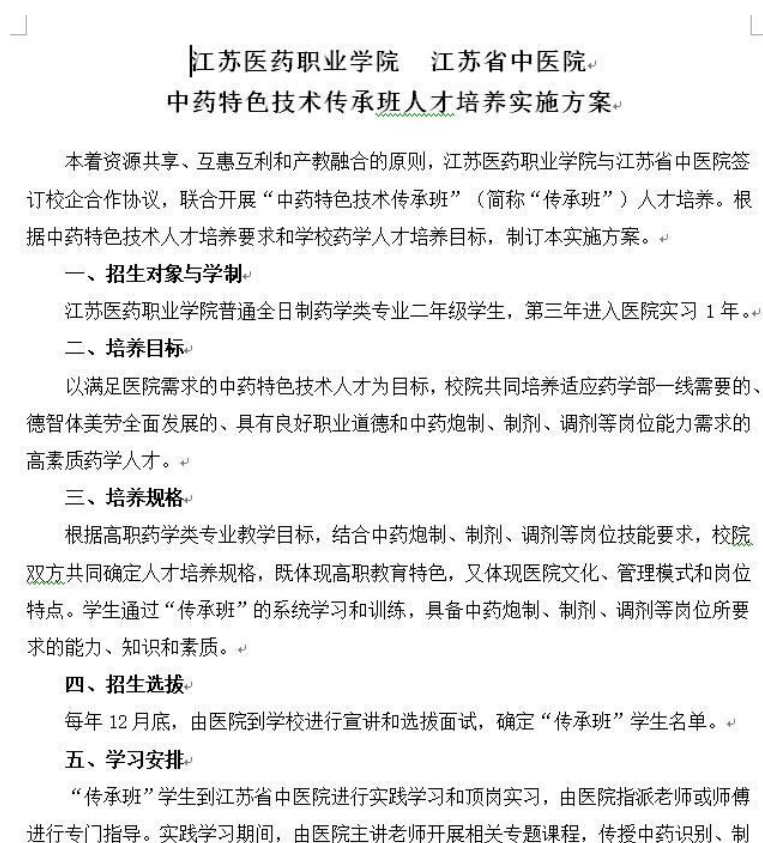 江苏医药职业学院 江苏省中医院
中药特色技术传承班人才培养实施方案
本着资源共享、互惠互利和产教融合的原则，江苏医药职业学院与江苏省中医院签
订校企合作协议，联合开展“中药特色技术传承班”（简称“传承班”）人才培养。根
据中药特色技术人才培养要求和学校药学人才培养目标，制订本实施方案。
一、招生对象与学制
江苏医药职业学院普通全日制药学类专业二年级学生，第三年进入医院实习 1 年。
二、培养目标
以满足医院需求的中药特色技术人才为目标，校院共同培养适应药学部一线需要的、
德智体美劳全面发展的、具有良好职业道德和中药炮制、制剂、调剂等岗位能力需求的
高素质药学人才。
三、培养规格
根据高职药学类专业教学目标，结合中药炮制、制剂、调剂等岗位技能要求，校院
双方共同确定人才培养规格，既体现高职教育特色，又体现医院文化、管理模式和岗位
特点。学生通过“传承班”的系统学习和训练，具备中药炮制、制剂、调剂等岗位所要
求的能力、知识和素质。
四、招生选拔
每年 12 月底，由医院到学校进行宣讲和选拔面试，确定“传承班”学生名单。
五、学习安排
“传承班”学生到江苏省中医院进行实践学习和顶岗实习，由医院指派老师或师傅
进行专门指导。实践学习期间，由医院主讲老师开展相关专题课程，传授中药识别、制